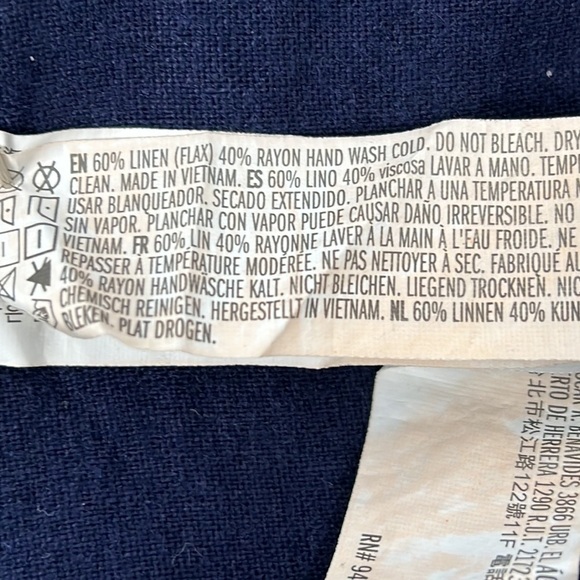 EN 60% LINEN (FLAX) 40% RAYON HAND WASH COLD. DO NOT BLEACH. DRY
CLEAN. MADE IN VIETNAM. ES 60% LINO 40% viscosa LAVAR A MANO. TEMP
USAR BLANQUEADOR. SECADO EXTENDIDO. PLANCHAR A UNA TEMPERATURA
SIN VAPOR. PLANCHAR CON VAPOR PUEDE CAUSAR DAÑO IRREVERSIBLE. NO
VIETNAM. FR 60% LIN 40% RAYONNE LAVER À LA MAIN À L'EAU FROIDE. NE
REPASSER À TEMPÉRATURE MODÉRÉE. NE PAS NETTOYER À SEC. FABRIQUÉ AU
40% RAYON HANDWÄSCHE KALT. NICHT BLEICHEN. LIEGEND TROCKNEN. NIC
CHEMISCH REINIGEN. HERGESTELLT IN VIETNAM. NL 60% LINNEN 40% KUN
BLEKEN. PLAT DROGEN.
BENAVIDES 3866 URB. EL
RTO DE HERRERA 1290 R.U.T. 2172
北市松江路122號11F
RN# 94